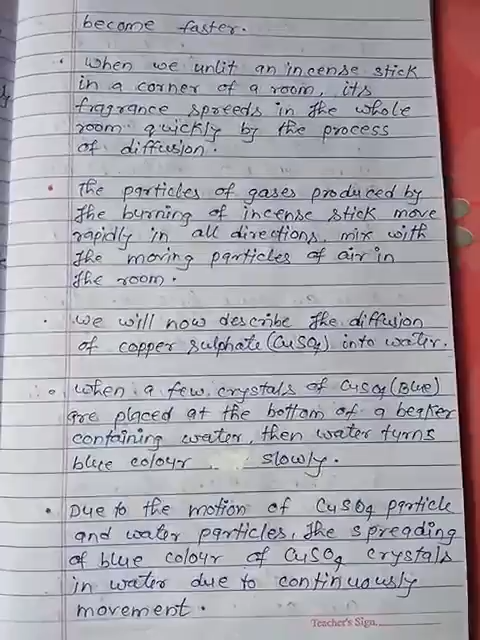 become faster.
• when we unlit an incense stick
in a corner of a room, its
fragrance spreeds in the whole
room quickly by the process
of diffusion.
• The particles of gases produced by
the burning of incense stick move
rapidly in all directions, mix with
the moving particles of air in
the room.
• we will now describe the diffusion
of copper sulphate (CuSO4) into water.
• when a few crystals of CuSO4 (Blue)
are placed at the bottom of a beaker
containing water, then water turns
blue colour slowly.
• Due to the motion of CuSO4 particle
and water particles, the spreading
of blue colour of CuSO4 crystals
in water due to continuously
movement.
Teacher's Sign.